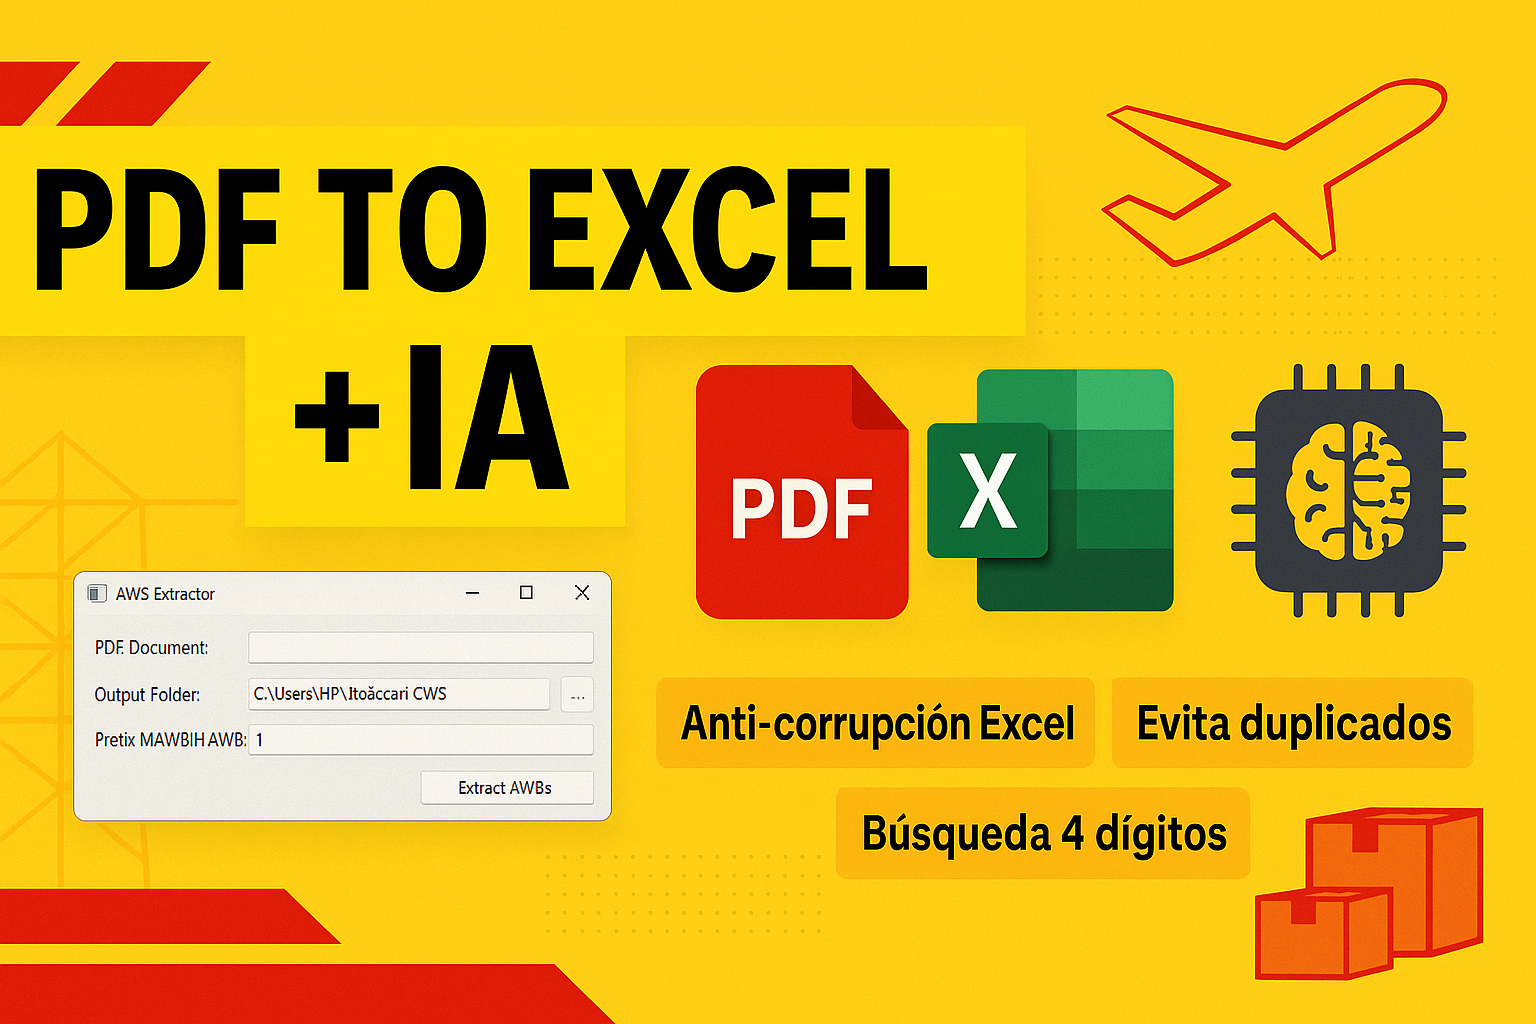 PDF TO EXCEL
+IA
PDF
X
AWS Extractor
PDF. Document:
Output Folder:
C.\Users\HP\Itoăccari CWS
...
Pretix MAWBIH AWB:
1
Extract AWBs
Anti-corrupción Excel
Evita duplicados
Búsqueda 4 dígitos